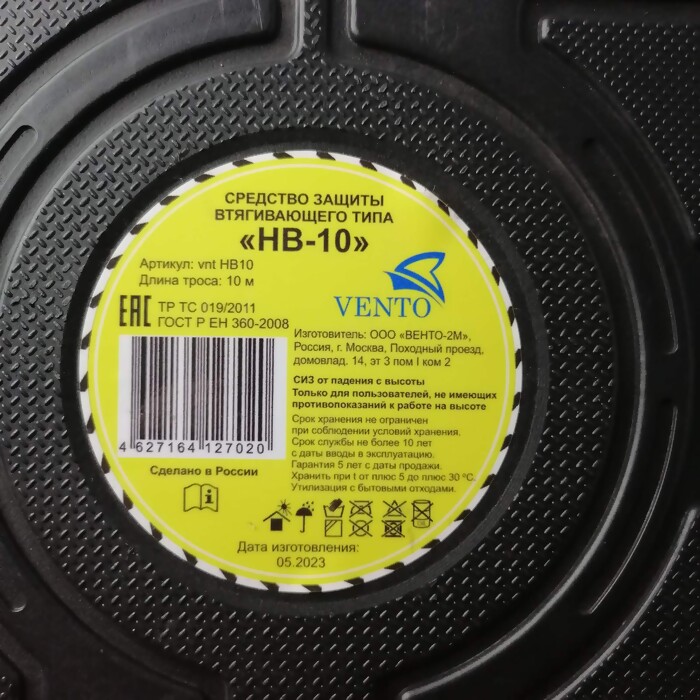 СРЕДСТВО ЗАЩИТЫ
ВТЯГИВАЮЩЕГО ТИПА
«НВ-10»
Артикул: vnt HB10
Длина троса: 10 м
VENTO
EAC ТР ТС 019/2011
ГОСТ Р ЕН 360-2008
Изготовитель: ООО «ВЕНТО-2М»,
Россия, г. Москва, Походный проезд,
домовлад. 14, эт 3 пом I ком 2
СИЗ от падения с высоты
Только для пользователей, не имеющих
противопоказаний к работе на высоте
4 627164 127020
Срок хранения не ограничен
при соблюдении условий хранения.
Срок службы не более 10 лет
с даты ввода в эксплуатацию.
Гарантия 5 лет с даты продажи.
Хранить при t от плюс 5 до плюс 30 ºС.
Утилизация с бытовыми отходами.
Сделано в России
Дата изготовления:
05.2023